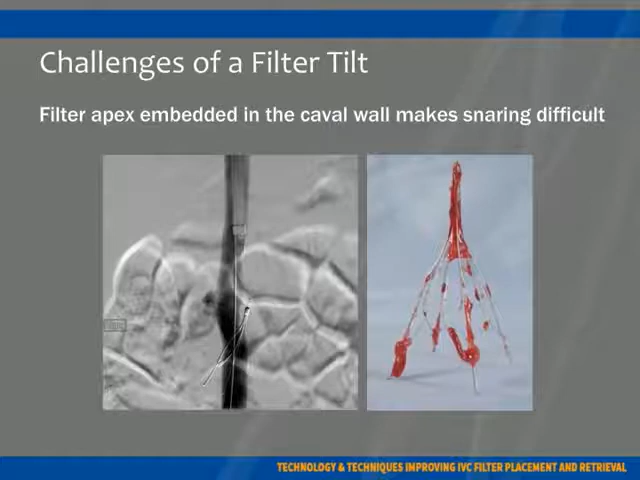 Challenges of a Filter Tilt
Filter apex embedded in the caval wall makes snaring difficult
TECHNOLOGY & TECHNIQUES IMPROVING IVC FILTER PLACEMENT AND RETRIEVAL